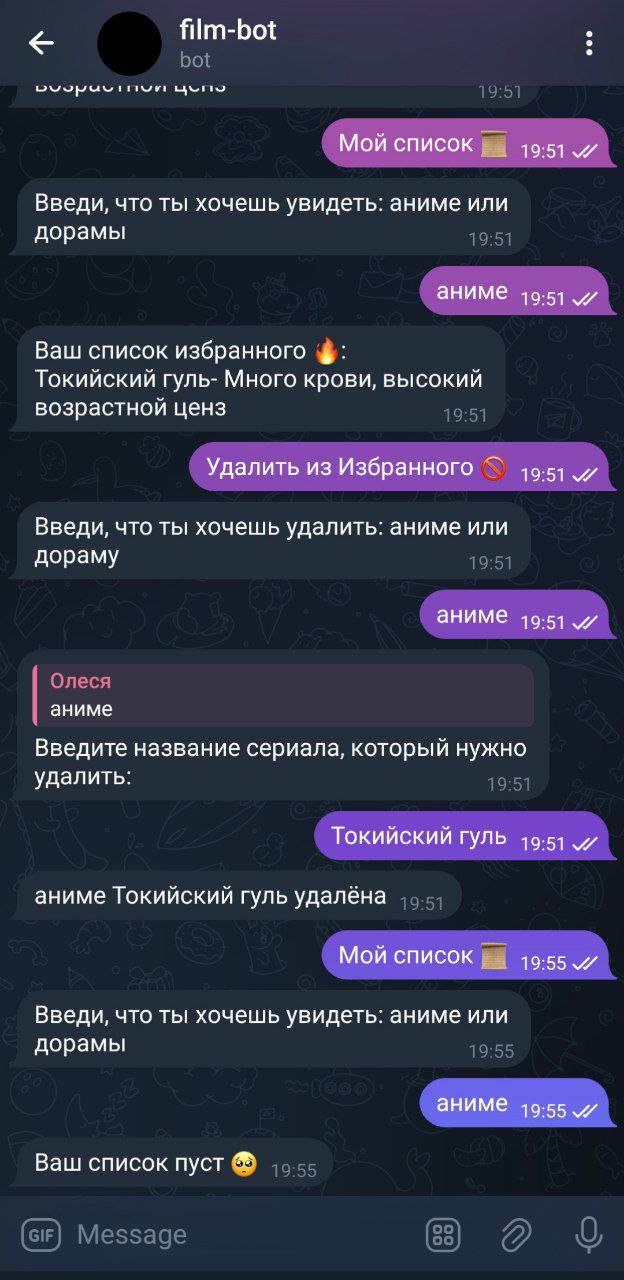 film-bot
bot
возрастной ценз
19:51
Мой список 19:51
Введи, что ты хочешь увидеть: аниме или
дорамы
19:51
аниме 19:51
Ваш список избранного 🔥:
Токийский гуль- Много крови, высокий
возрастной ценз
19:51
Удалить из Избранного 🚫 19:51
Введи, что ты хочешь удалить: аниме или
дораму
19:51
аниме 19:51
Олеся
аниме
Введите название сериала, который нужно
удалить:
19:51
Токийский гуль 19:51
аниме Токийский гуль удалёна 19:51
Мой список 19:55
Введи, что ты хочешь увидеть: аниме или
дорамы
19:55
аниме 19:55
Ваш список пуст 🥺 19:55
GIF Message